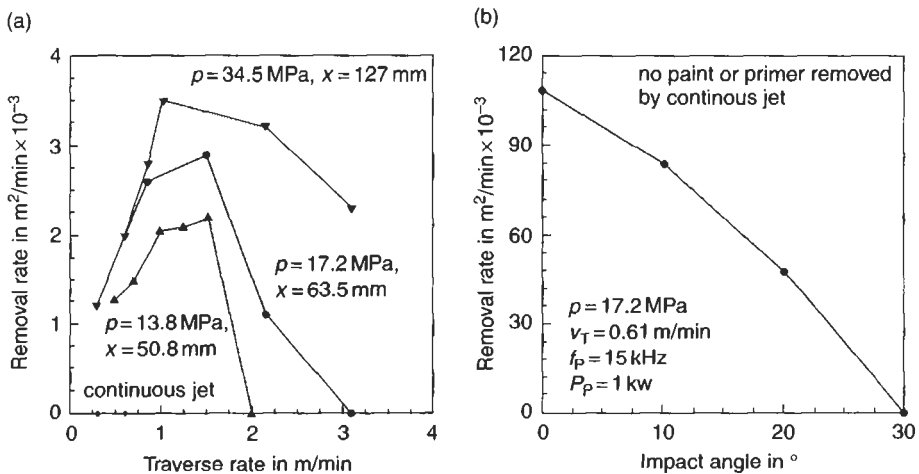 (a)
4
3
2
1
0
Removal rate in m²/min × 10⁻³
p = 34.5 MPa, x = 127 mm
p = 17.2 MPa,
x = 63.5 mm
p = 13.8 MPa,
x = 50.8 mm
continuous jet
0 1 2 3 4
Traverse rate in m/min
(b)
120
90
60
30
0
Removal rate in m²/min × 10⁻³
no paint or primer removed
by continous jet
p = 17.2 MPa
v_T = 0.61 m/min
f_P = 15 kHz
P_P = 1 kw
0 10 20 30
Impact angle in °